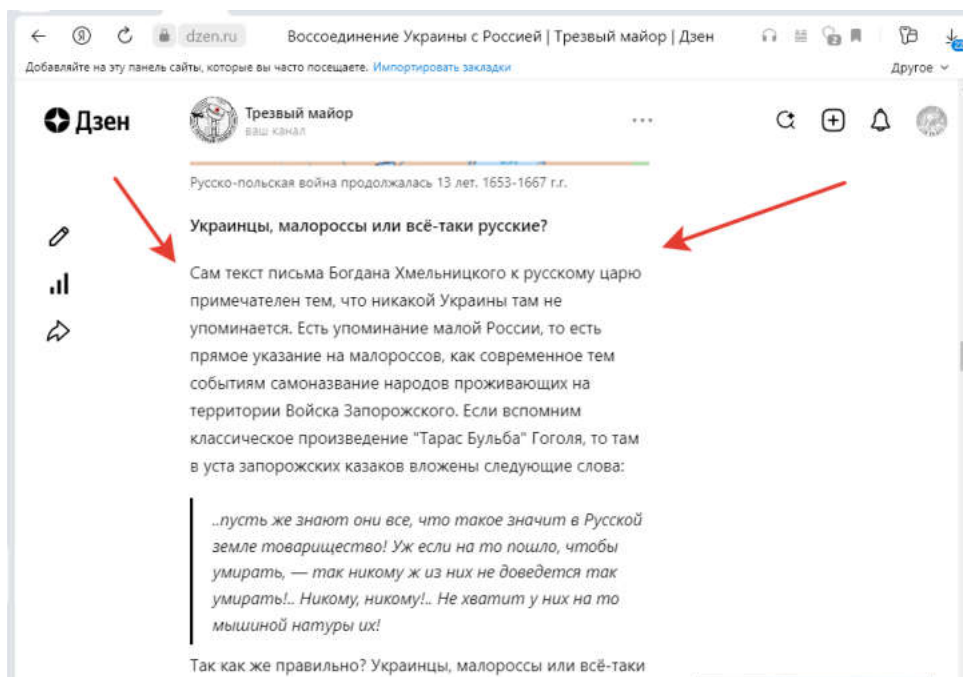 dzen.ru Воссоединение Украины с Россией | Трезвый майор | Дзен
2
Добавляйте на эту панель сайты, которые вы часто посещаете. Импортировать закладки Другое
Дзен
Трезвый майор
ваш канал
Русско-польская война продолжалась 13 лет. 1653-1667 г.г.
Украинцы, малороссы или всё-таки русские?
Сам текст письма Богдана Хмельницкого к русскому царю
примечателен тем, что никакой Украины там не
упоминается. Есть упоминание малой России, то есть
прямое указание на малороссов, как современное тем
событиям самоназвание народов проживающих на
территории Войска Запорожского. Если вспомним
классическое произведение "Тарас Бульба" Гоголя, то там
в уста запорожских казаков вложены следующие слова:
..пусть же знают они все, что такое значит в Русской
земле товарищество! Уж если на то пошло, чтобы
умирать, — так никому ж из них не доведется так
умирать!.. Никому, никому!.. Не хватит у них на то
мышиной натуры их!
Так как же правильно? Украинцы, малороссы или всё-таки